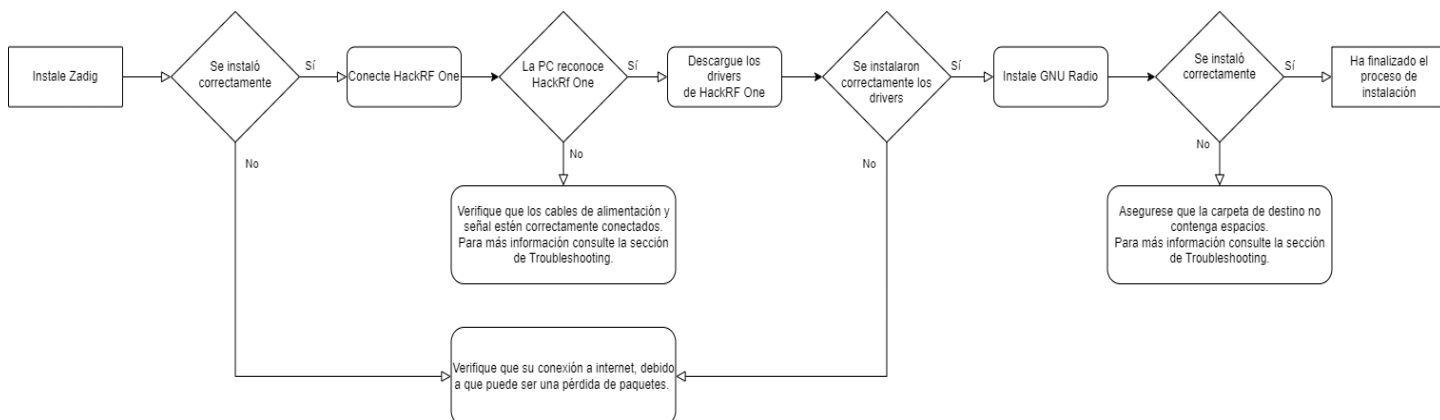 Instale Zadig
Se instaló
correctamente
Sí
No
Conecte HackRF One
La PC reconoce
HackRf One
Sí
No
Verifique que los cables de alimentación y
señal estén correctamente conectados.
Para más información consulte la sección
de Troubleshooting.
Descargue los
drivers
de HackRF One
Se instalaron
correctamente los
drivers
Sí
No
Verifique que su conexión a internet, debido
a que puede ser una pérdida de paquetes.
Instale GNU Radio
Se instaló
correctamente
Sí
No
Asegurese que la carpeta de destino no
contenga espacios.
Para más información consulte la sección
de Troubleshooting.
Ha finalizado el
proceso de
instalación